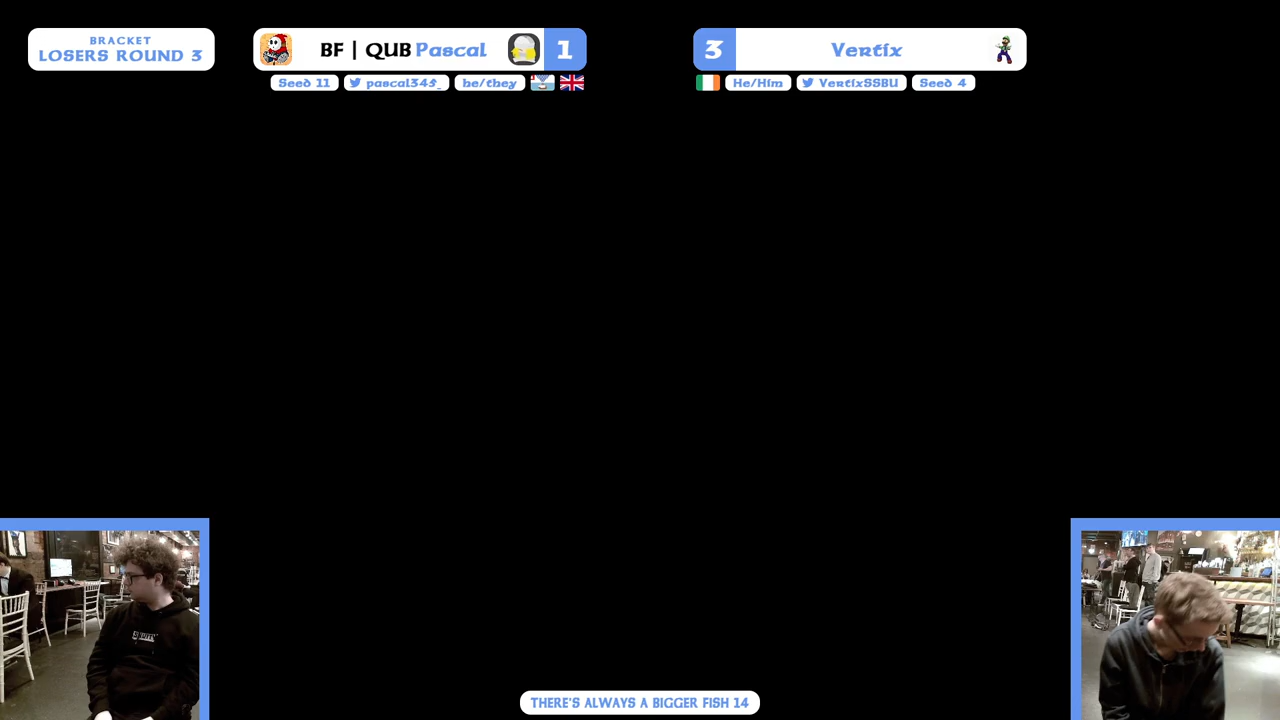 BRACKET
LOSERS ROUND 3
BF | QUB Pascal 1
Seed 11 pascal345_ he/they
3 Vertix
He/Him VertixSSBU Seed 4
THERE'S ALWAYS A BIGGER FISH 14